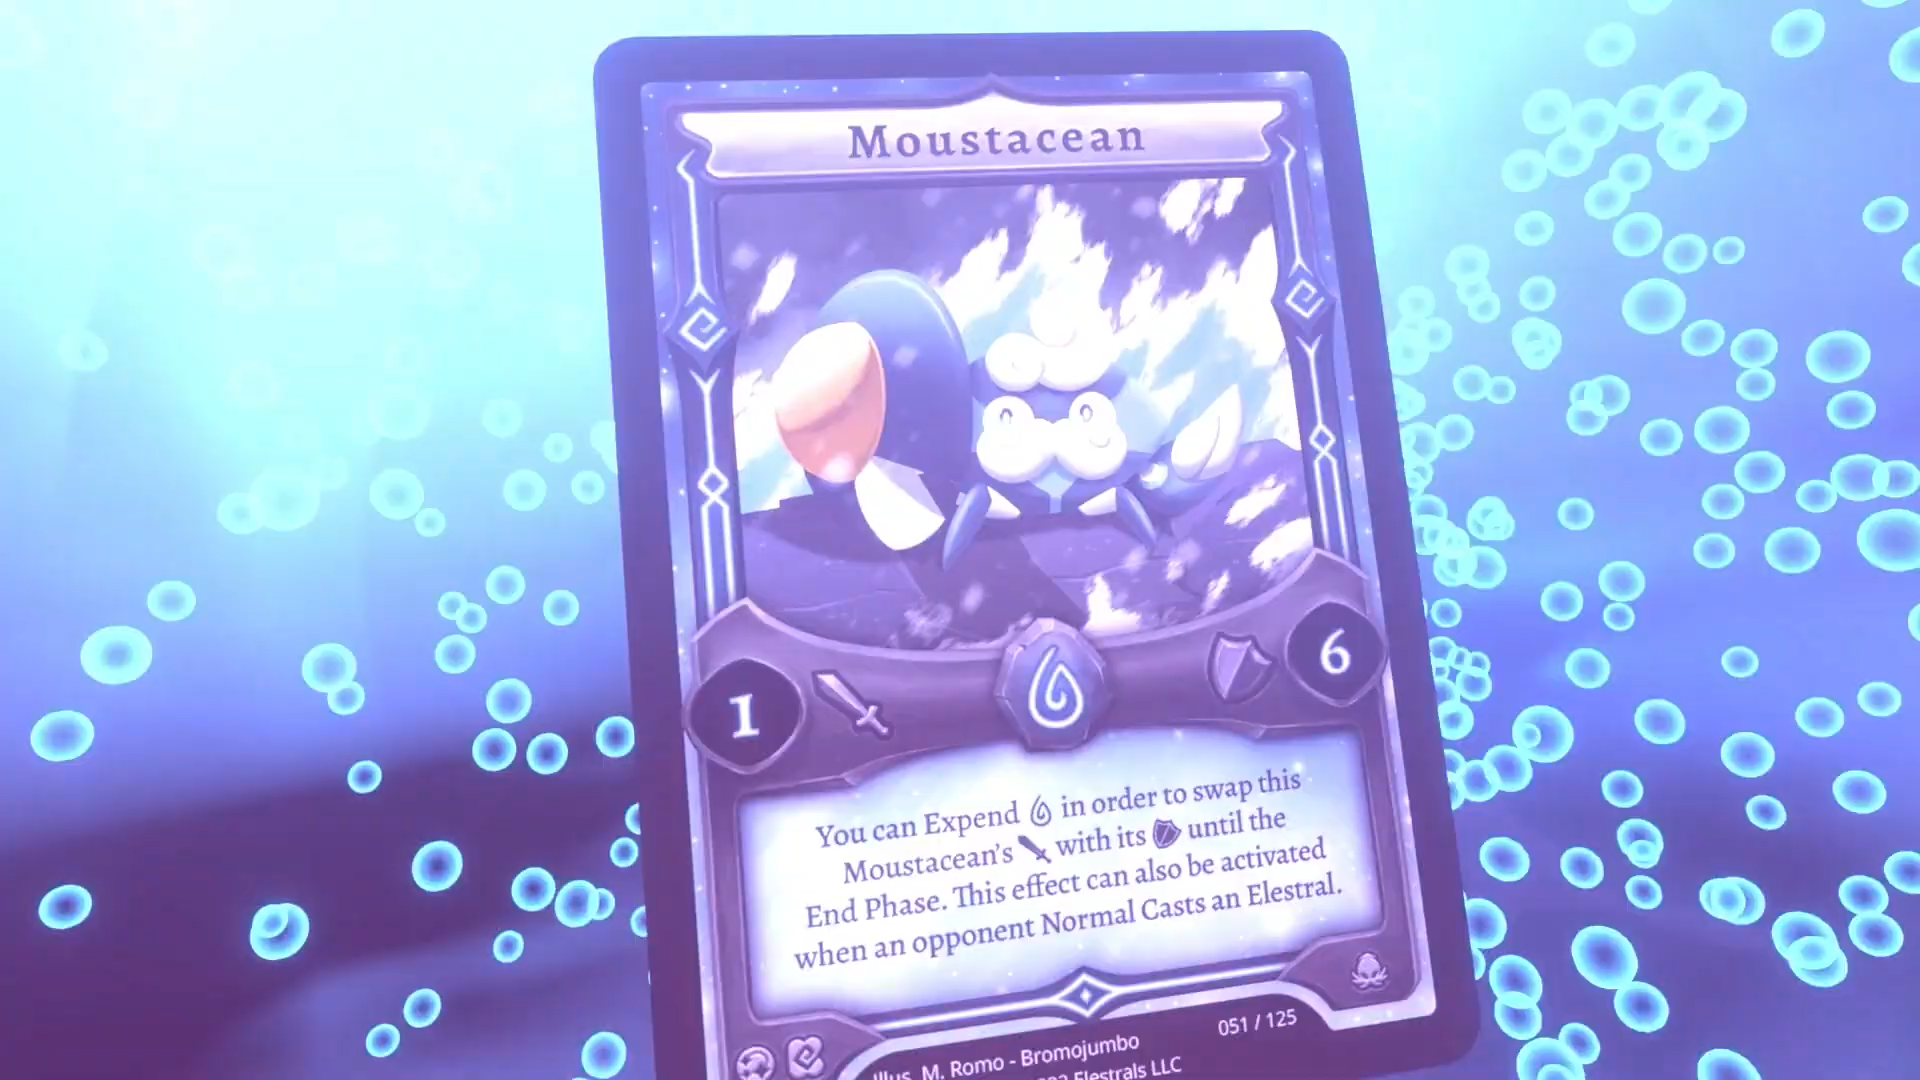 Moustacean
1
6
You can Expend in order to swap this
Moustacean's with its until the
End Phase. This effect can also be activated
when an opponent Normal Casts an Elestral.
051 / 125
Illus. M. Romo - Bromojumbo
Elestrals LLC